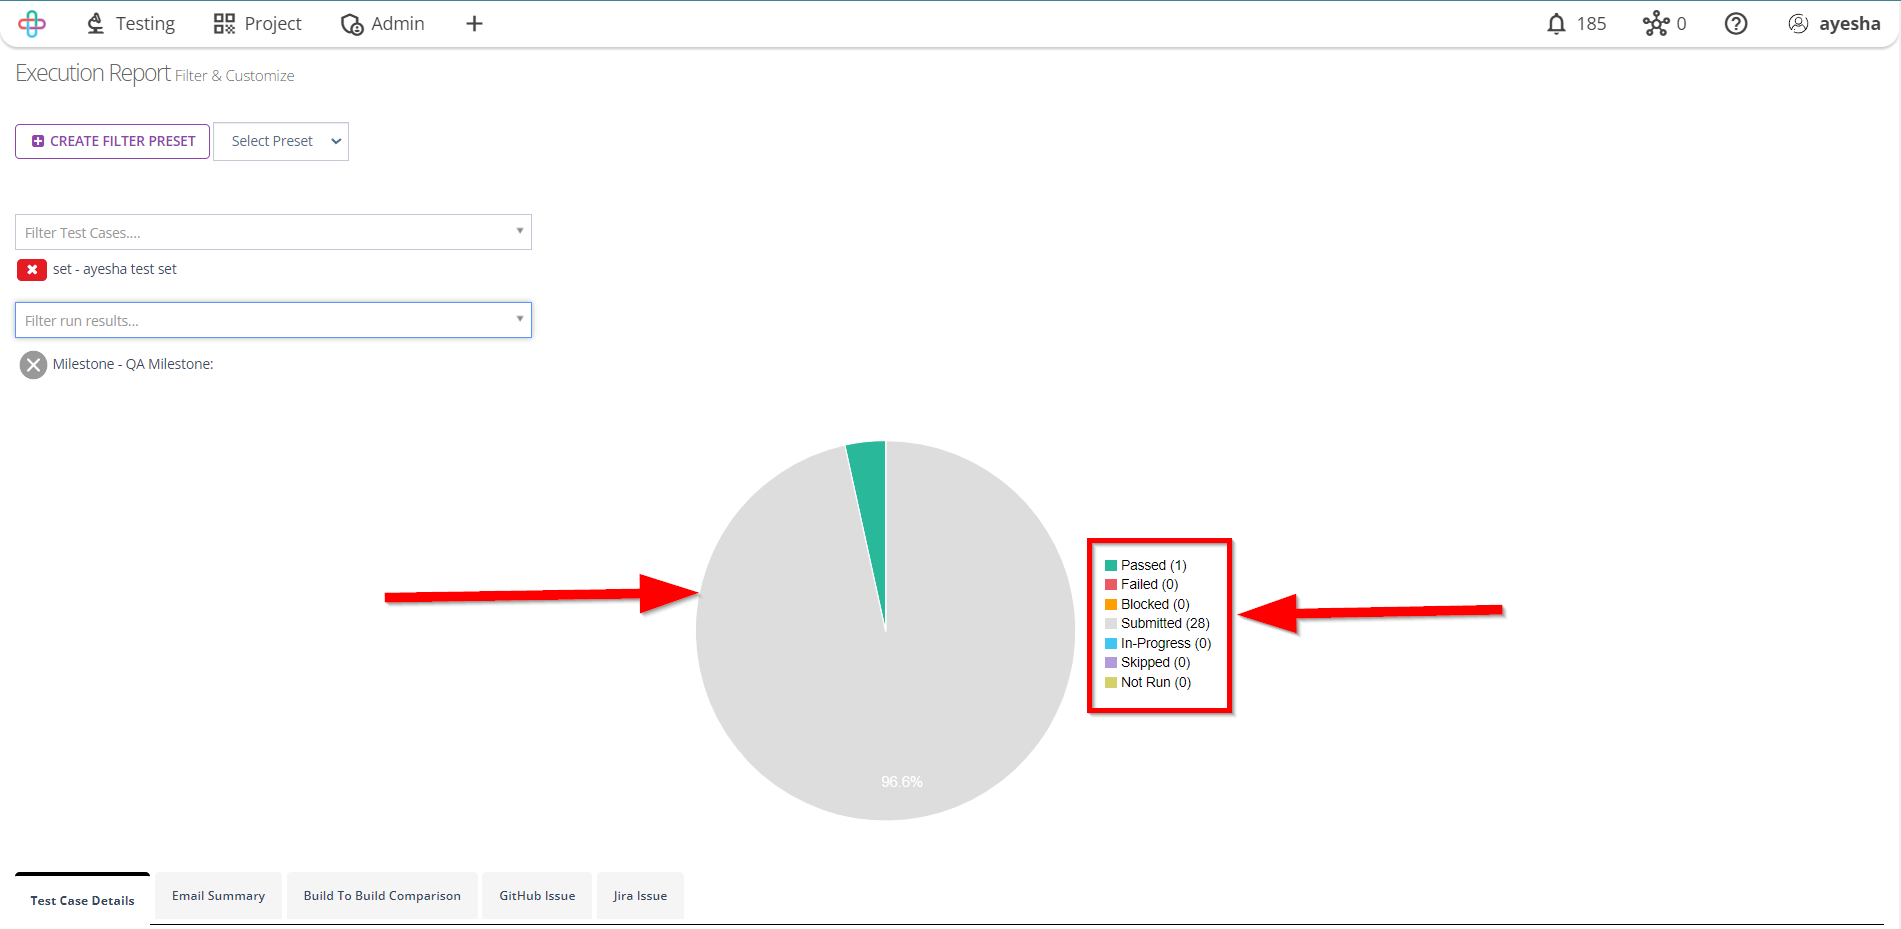 Testing Project Admin + 185 0 ayesha
Execution Report Filter & Customize
CREATE FILTER PRESET Select Preset
Filter Test Cases....
set - ayesha test set
Filter run results...
Milestone - QA Milestone:
Passed (1)
Failed (0)
Blocked (0)
Submitted (28)
In-Progress (0)
Skipped (0)
Not Run (0)
96.6%
Test Case Details Email Summary Build To Build Comparison GitHub Issue Jira Issue